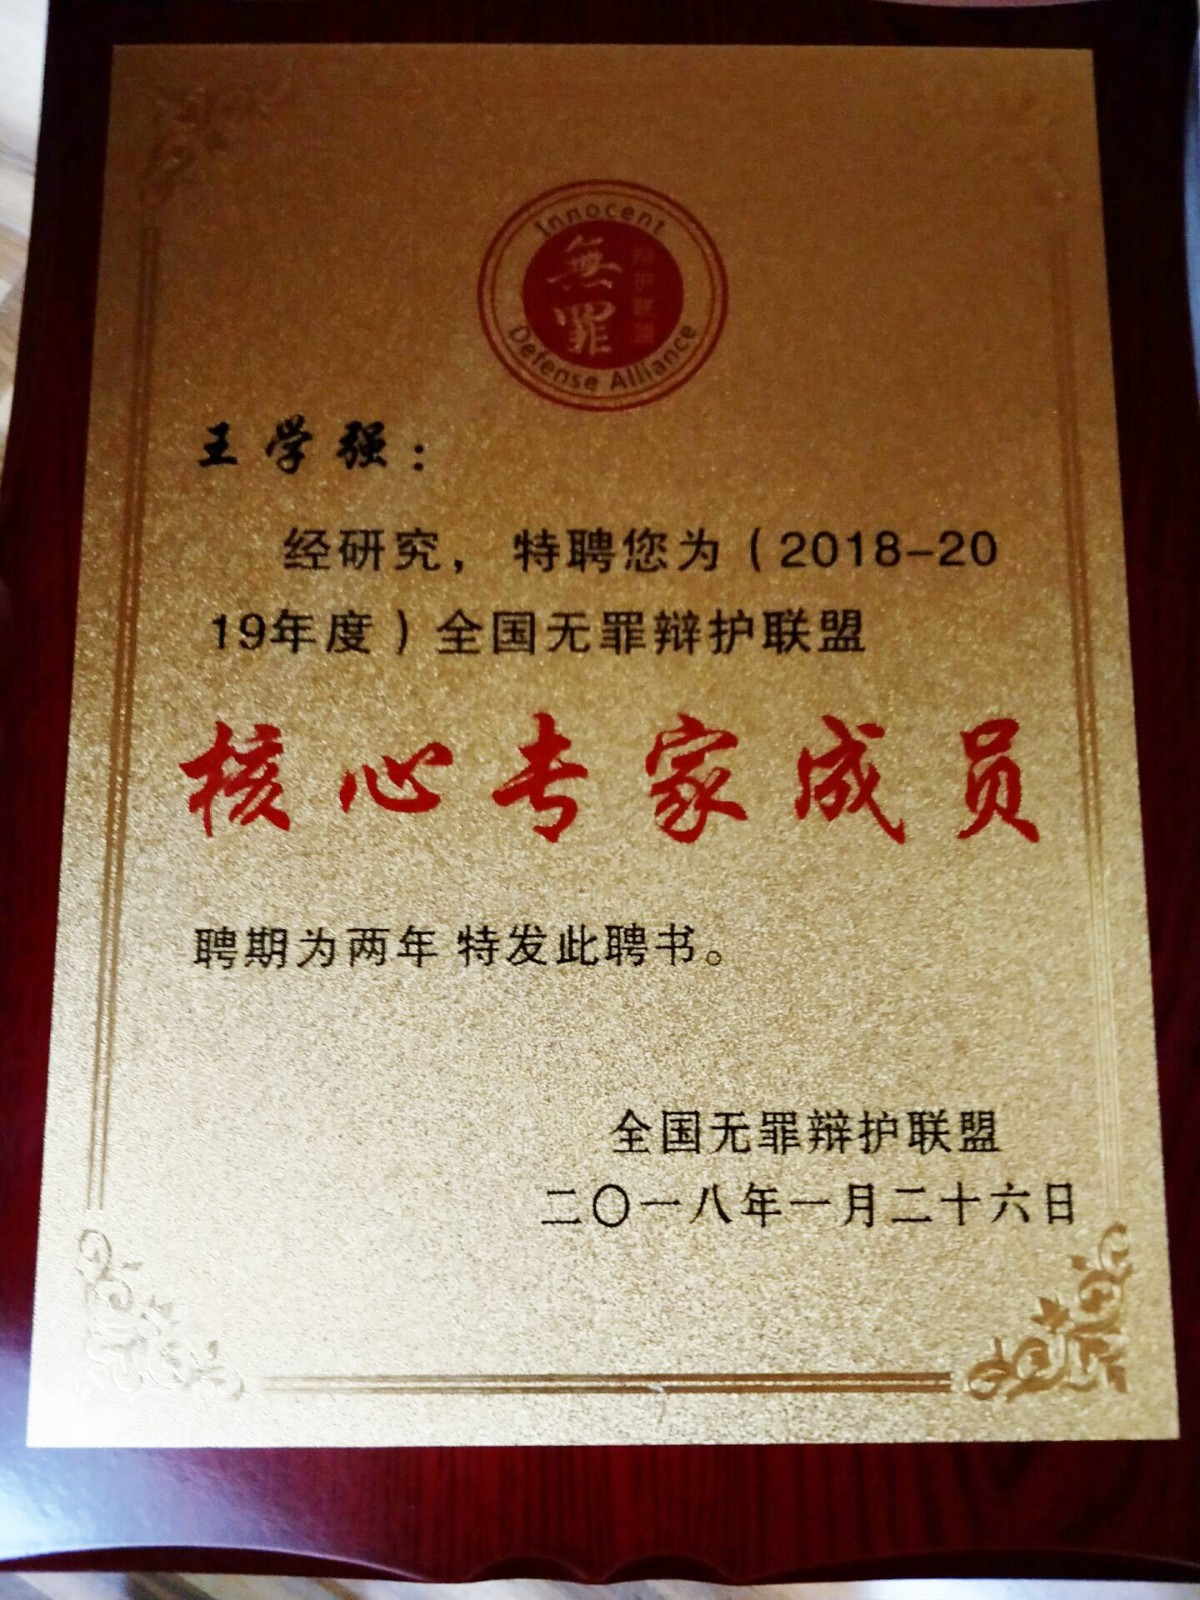 Innocent
無罪
辩护联盟
Defense Alliance
王学强：
经研究，特聘您为（2018-20
19年度）全国无罪辩护联盟
核心专家成员
聘期为两年 特发此聘书。
全国无罪辩护联盟
二〇一八年一月二十六日